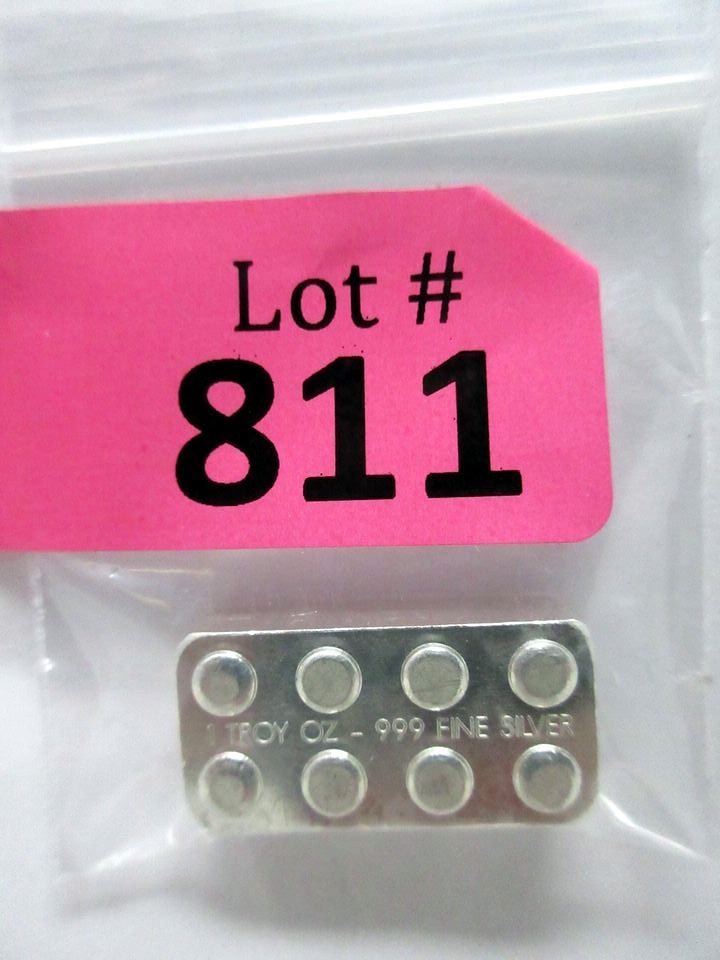 Lot #
811
1 TROY OZ - 999 FINE SILVER